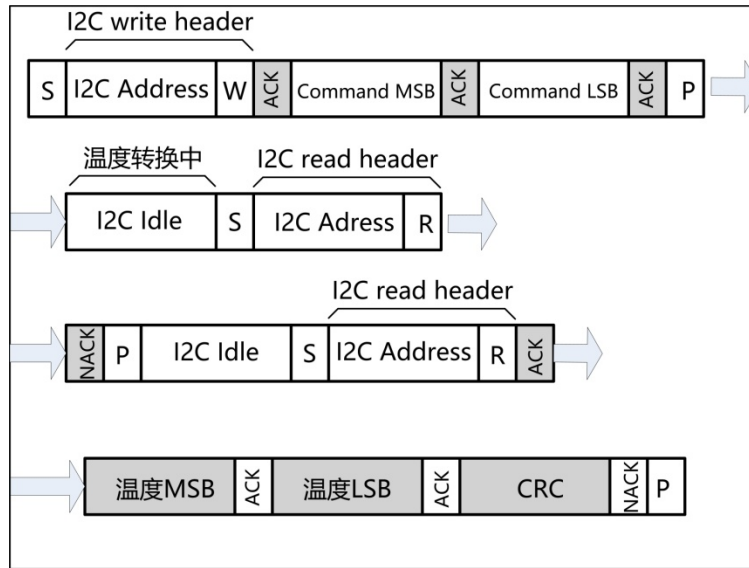 I2C write header
S I2C Address W ACK Command MSB ACK Command LSB ACK P
温度转换中 I2C read header
I2C Idle S I2C Adress R
I2C read header
NACK P I2C Idle S I2C Address R ACK
温度MSB ACK 温度LSB ACK CRC NACK P